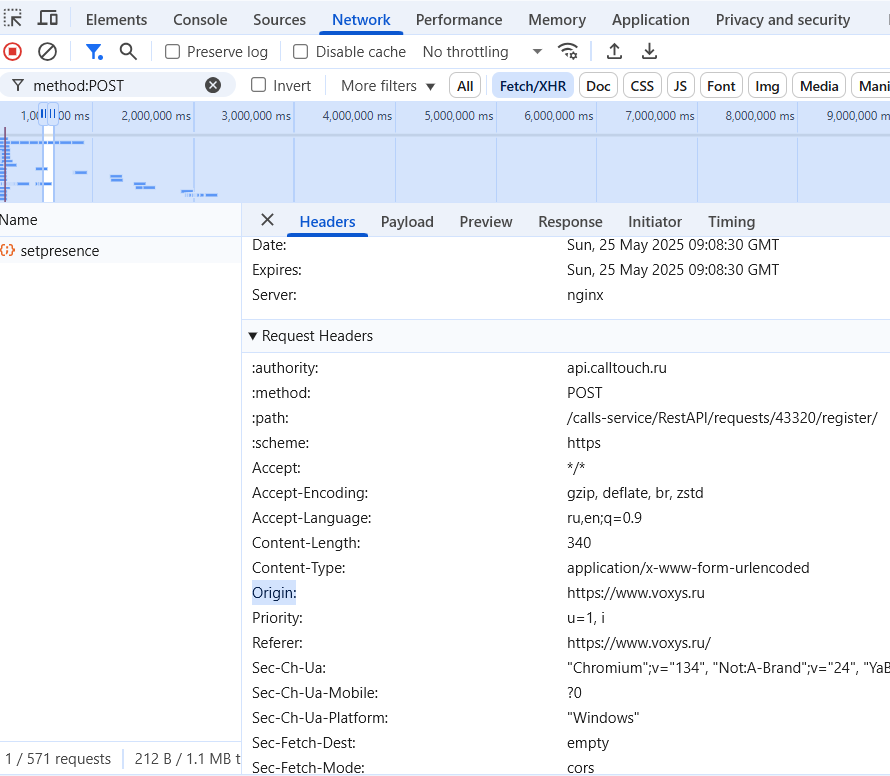 Elements Console Sources Network Performance Memory Application Privacy and security
Preserve log Disable cache No throttling
method:POST Invert More filters All Fetch/XHR Doc CSS JS Font Img Media Mani
ms 2,000,000 ms 3,000,000 ms 4,000,000 ms 5,000,000 ms 6,000,000 ms 7,000,000 ms 8,000,000 ms 9,000,000 m
Name Headers Payload Preview Response Initiator Timing
setpresence
Date: Sun, 25 May 2025 09:08:30 GMT
Expires: Sun, 25 May 2025 09:08:30 GMT
Server: nginx
Request Headers
:authority: api.calltouch.ru
:method: POST
:path: /calls-service/RestAPI/requests/43320/register/
:scheme: https
Accept: */*
Accept-Encoding: gzip, deflate, br, zstd
Accept-Language: ru,en;q=0.9
Content-Length: 340
Content-Type: application/x-www-form-urlencoded
Origin: https://www.voxys.ru
Priority: u=1, i
Referer: https://www.voxys.ru/
Sec-Ch-Ua: "Chromium";v="134", "Not:A-Brand";v="24", "YaB
Sec-Ch-Ua-Mobile: ?0
Sec-Ch-Ua-Platform: "Windows"
Sec-Fetch-Dest: empty
Sec-Fetch-Mode: cors
1 / 571 requests 212 B / 1.1 MB t